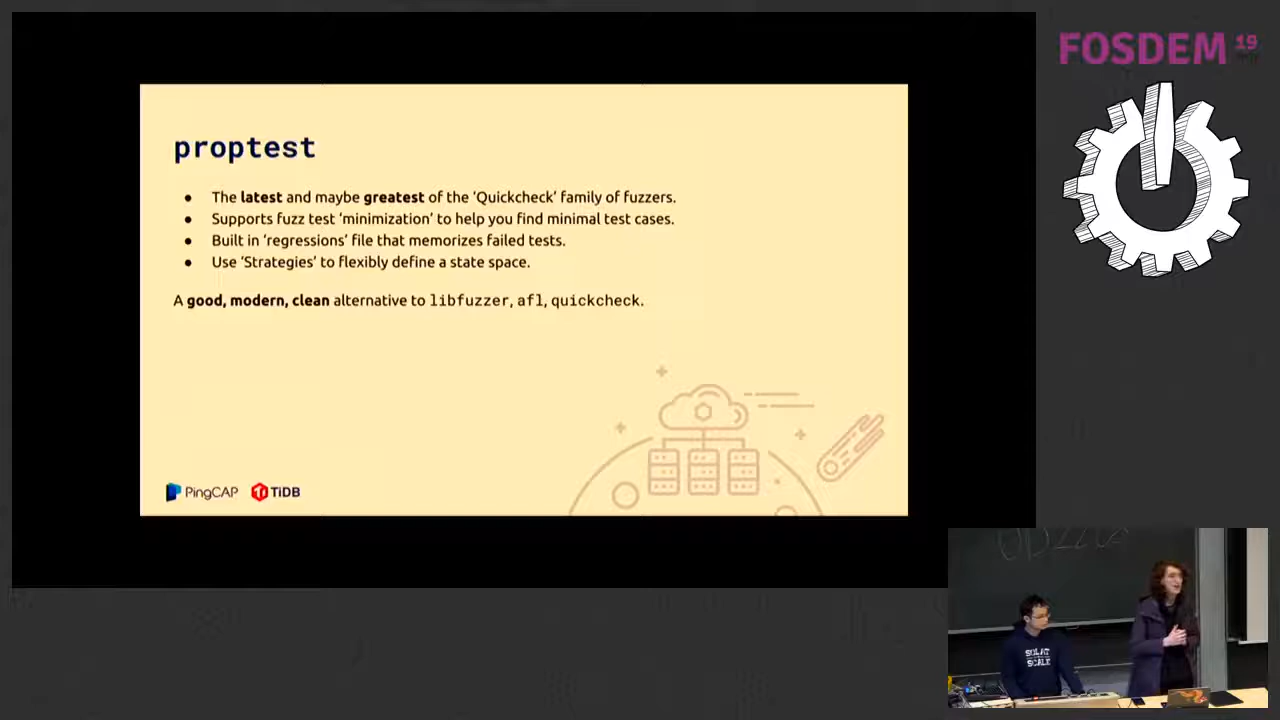 FOSDEM 19
proptest
● The latest and maybe greatest of the ‘Quickcheck’ family of fuzzers.
● Supports fuzz test ‘minimization’ to help you find minimal test cases.
● Built in ‘regressions’ file that memorizes failed tests.
● Use ‘Strategies’ to flexibly define a state space.
A good, modern, clean alternative to libfuzzer, afl, quickcheck.
PingCAP TiDB
SCALE